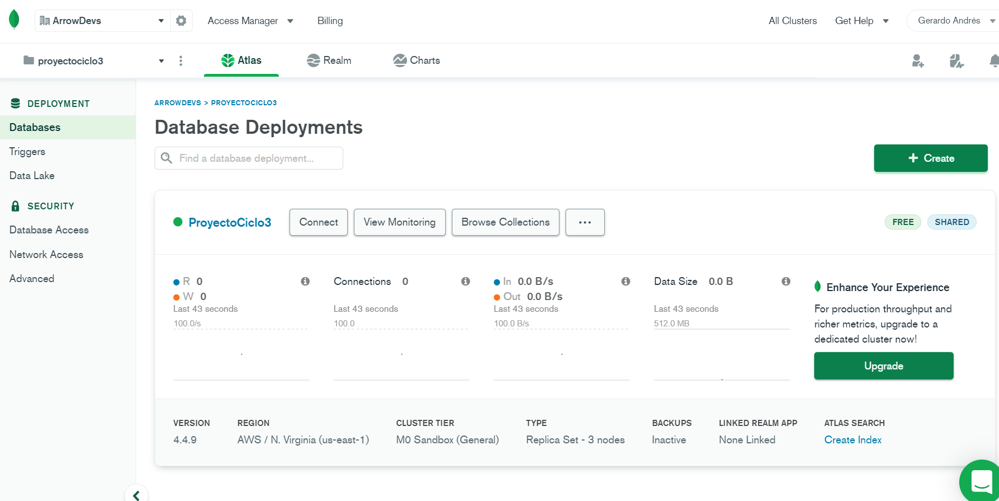 ArrowDevs
Access Manager
Billing
All Clusters
Get Help
Gerardo Andrés
proyectociclo3
Atlas
Realm
Charts
DEPLOYMENT
Databases
Triggers
Data Lake
SECURITY
Database Access
Network Access
Advanced
ARROWDEVS > PROYECTOCICLO3
Database Deployments
Find a database deployment...
+ Create
ProyectoCiclo3
Connect
View Monitoring
Browse Collections
...
FREE
SHARED
R 0
W 0
Last 43 seconds
100.0/s
Connections 0
Last 43 seconds
100.0
In 0.0 B/s
Out 0.0 B/s
Last 43 seconds
100.0 B/s
Data Size 0.0 B
Last 43 seconds
512.0 MB
Enhance Your Experience
For production throughput and
richer metrics, upgrade to a
dedicated cluster now!
Upgrade
VERSION
4.4.9
REGION
AWS / N. Virginia (us-east-1)
CLUSTER TIER
M0 Sandbox (General)
TYPE
Replica Set - 3 nodes
BACKUPS
Inactive
LINKED REALM APP
None Linked
ATLAS SEARCH
Create Index